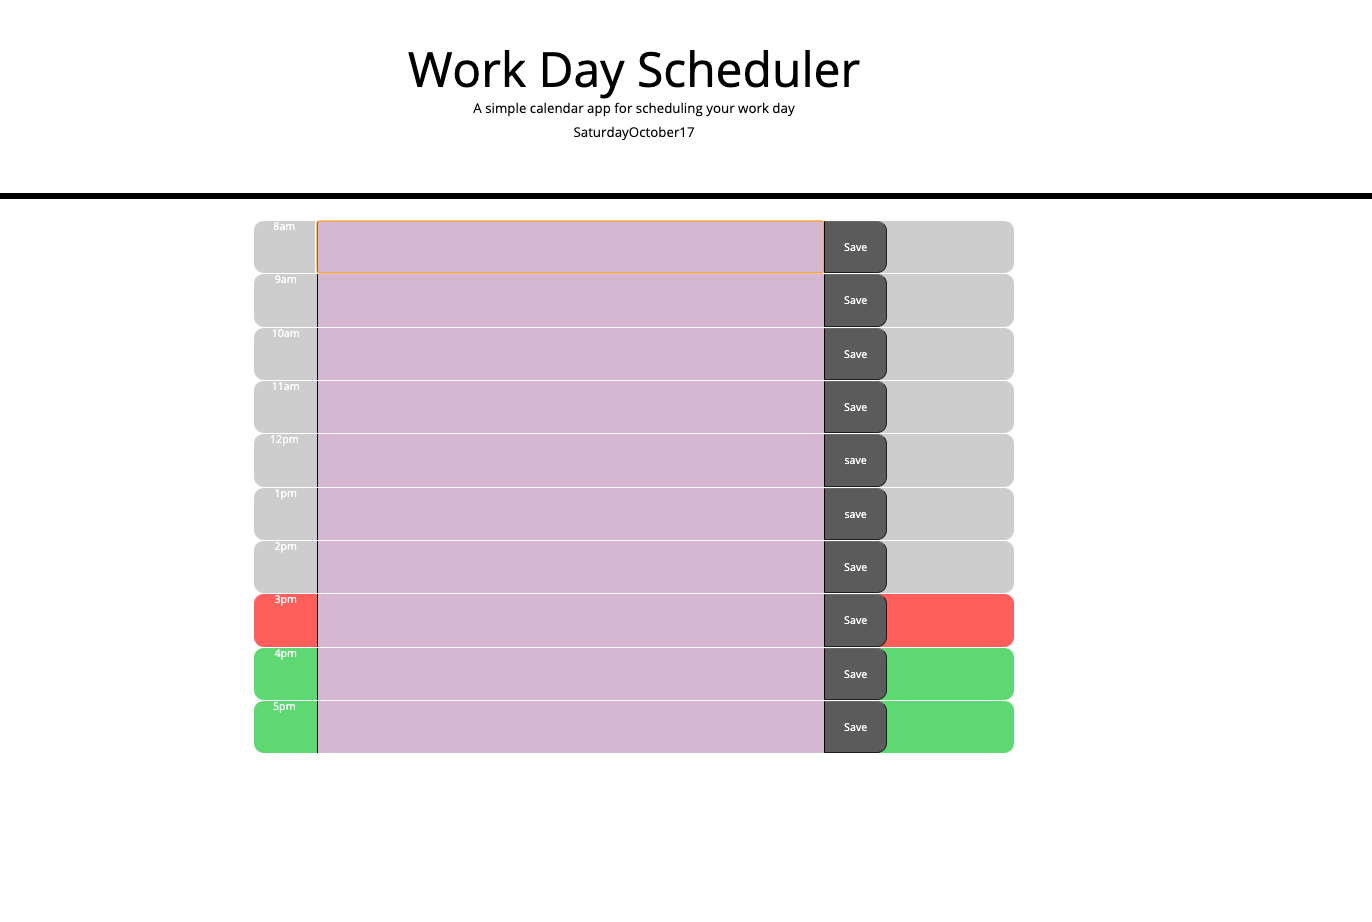 Work Day Scheduler
A simple calendar app for scheduling your work day
SaturdayOctober17
8am Save
9am Save
10am Save
11am Save
12pm save
1pm save
2pm Save
3pm Save
4pm Save
5pm Save